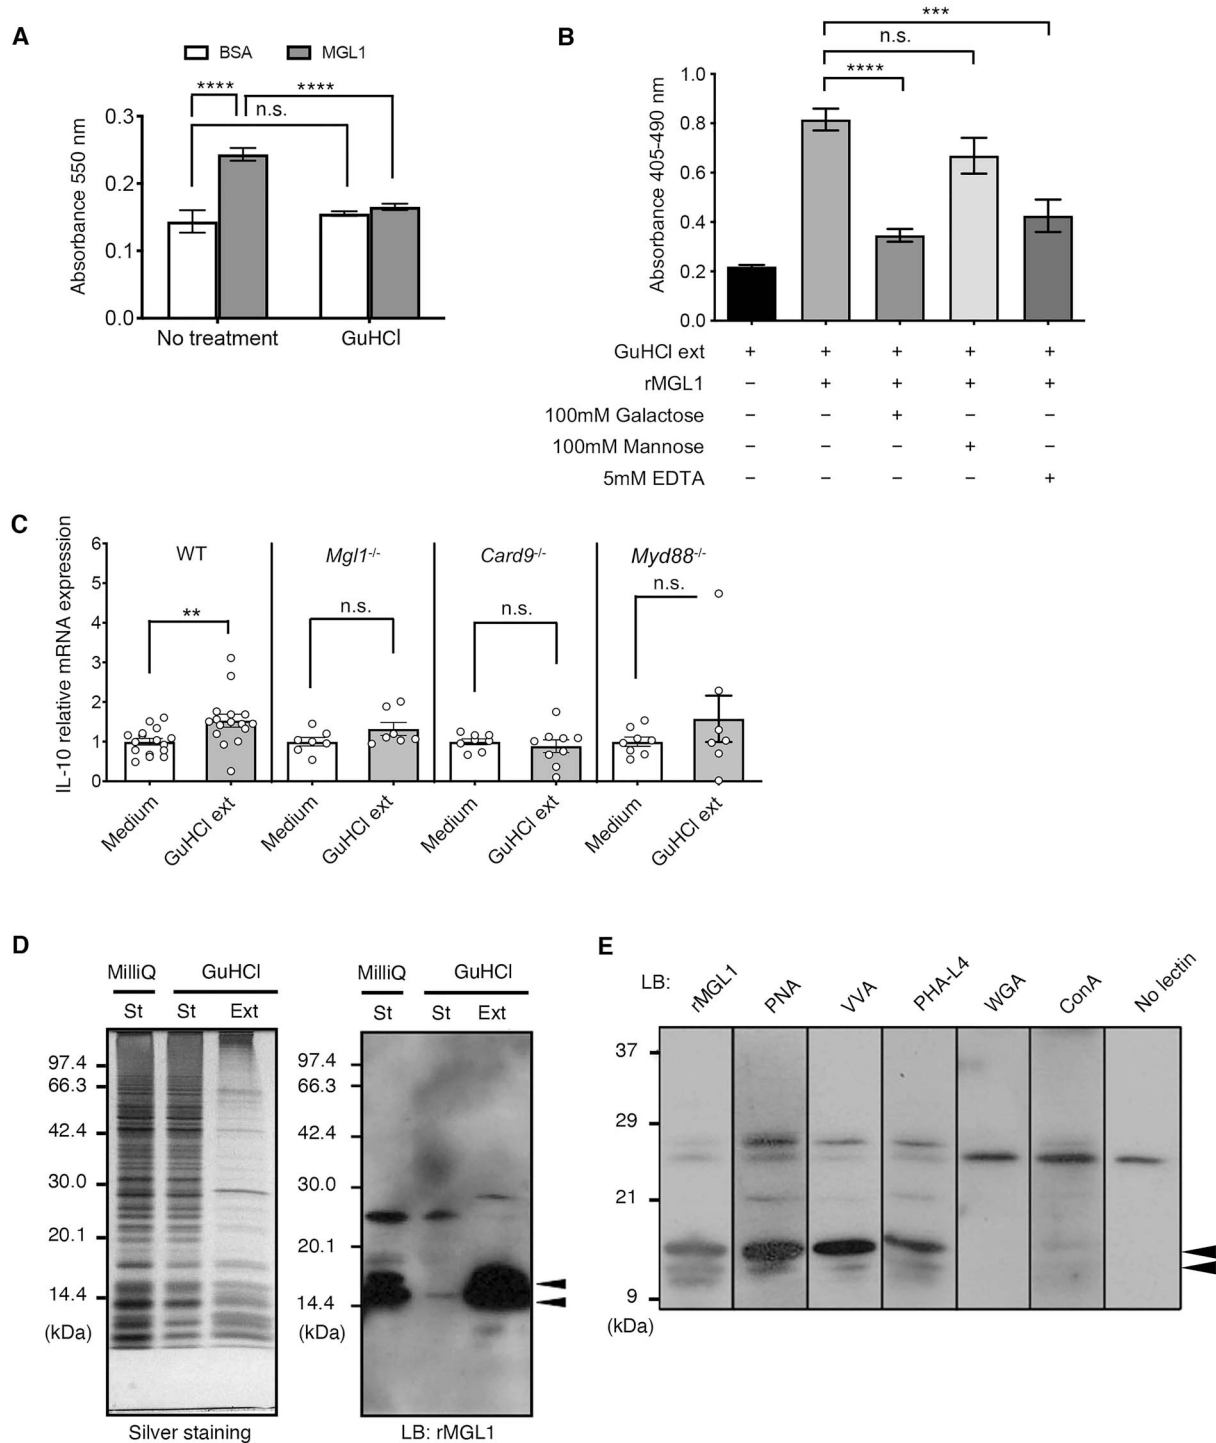 A
BSA MGL1
****
****
n.s.
Absorbance 550 nm
0.3
0.2
0.1
0.0
No treatment GuHCl
B
***
n.s.
****
Absorbance 405-490 nm
1.0
0.8
0.6
0.4
0.2
0.0
GuHCl ext + + + + +
rMGL1 – + + + +
100mM Galactose – – + – –
100mM Mannose – – – + –
5mM EDTA – – – – +
C
IL-10 relative mRNA expression
6
5
4
3
2
1
0
WT Mgl1-/- Card9-/- Myd88-/-
** n.s. n.s. n.s.
Medium GuHCl ext Medium GuHCl ext Medium GuHCl ext Medium GuHCl ext
D
MilliQ GuHCl
St St Ext
97.4
66.3
42.4
30.0
20.1
14.4
(kDa)
Silver staining
MilliQ GuHCl
St St Ext
97.4
66.3
42.4
30.0
20.1
14.4
(kDa)
LB: rMGL1
E
LB: rMGL1 PNA VVA PHA-L4 WGA ConA No lectin
37
29
21
9
(kDa)